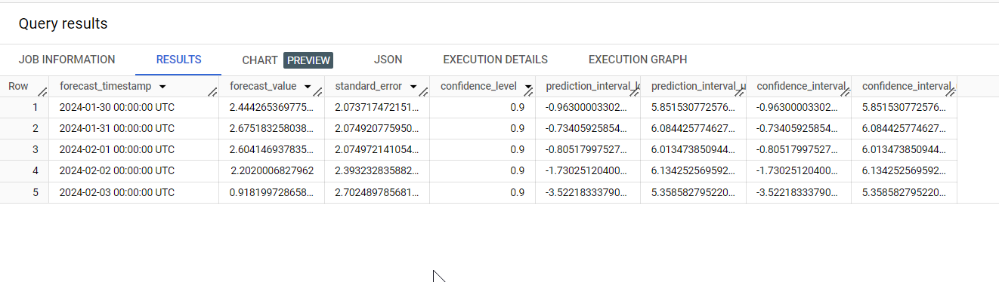 Query results
JOB INFORMATION RESULTS CHART PREVIEW JSON EXECUTION DETAILS EXECUTION GRAPH
Row forecast_timestamp forecast_value standard_error confidence_level prediction_interval_l prediction_interval_u confidence_interval_ confidence_interval_
1 2024-01-30 00:00:00 UTC 2.444265369775... 2.073717472151... 0.9 -0.96300003302... 5.851530772576... -0.96300003302... 5.851530772576...
2 2024-01-31 00:00:00 UTC 2.675183258038... 2.074920775950... 0.9 -0.73405925854... 6.084425774627... -0.73405925854... 6.084425774627...
3 2024-02-01 00:00:00 UTC 2.604146937835... 2.074972141054... 0.9 -0.80517997527... 6.013473850944... -0.80517997527... 6.013473850944...
4 2024-02-02 00:00:00 UTC 2.2020006827962 2.393232835882... 0.9 -1.73025120400... 6.134252569592... -1.73025120400... 6.134252569592...
5 2024-02-03 00:00:00 UTC 0.918199728658... 2.702489785681... 0.9 -3.52218333790... 5.358582795220... -3.52218333790... 5.358582795220...